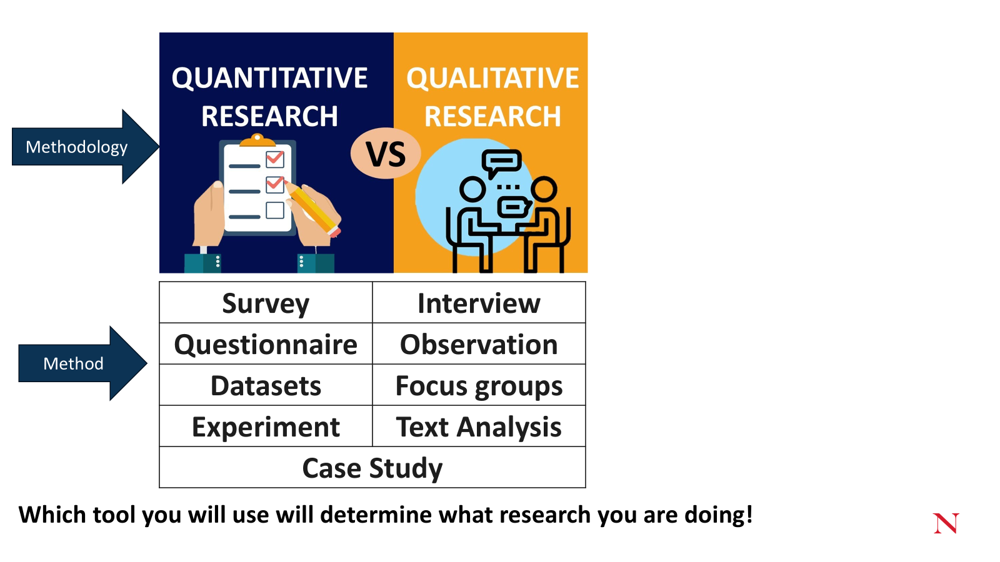 QUANTITATIVE
RESEARCH
VS
QUALITATIVE
RESEARCH
Methodology
Survey
Interview
Questionnaire
Observation
Method
Datasets
Focus groups
Experiment
Text Analysis
Case Study
Which tool you will use will determine what research you are doing!
N